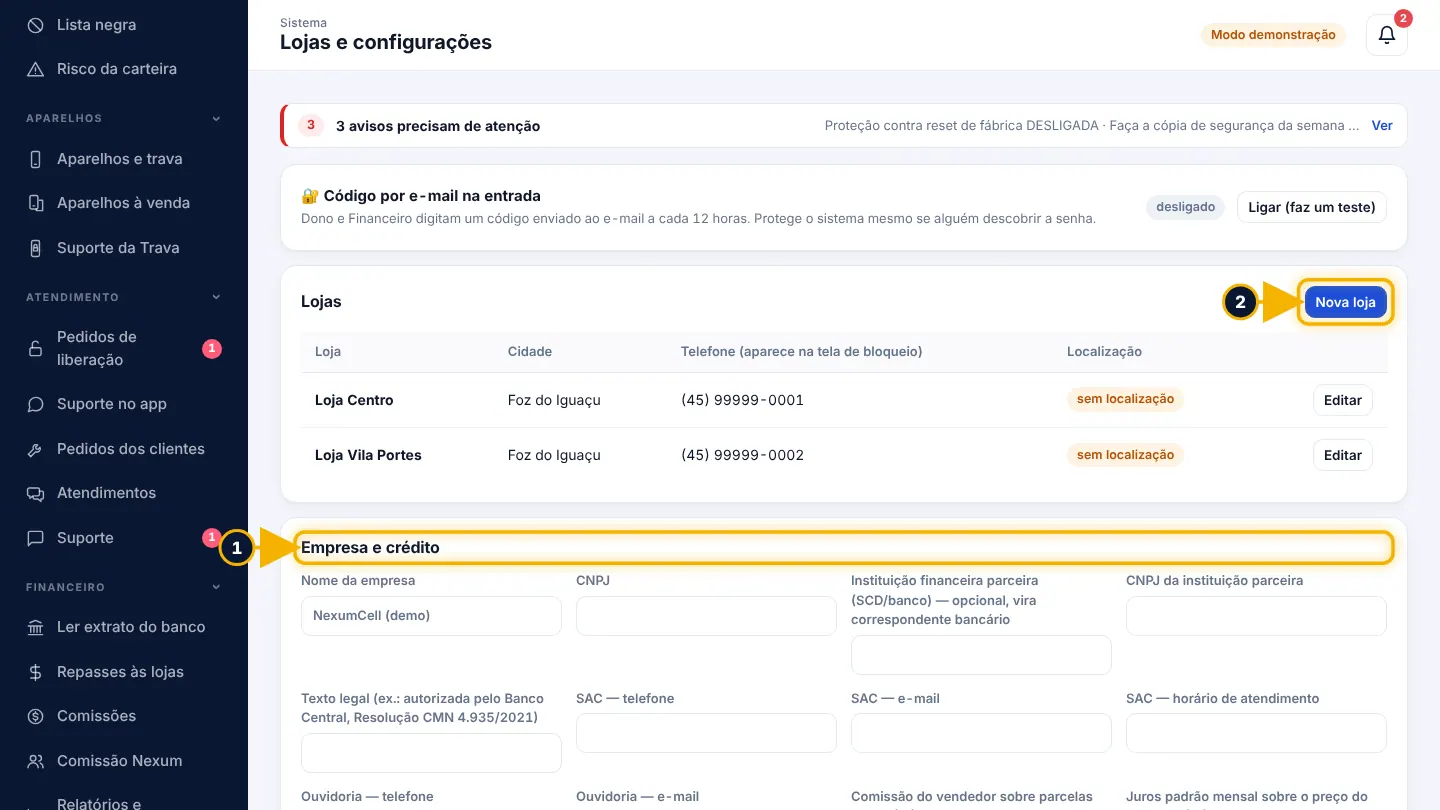 Lista negra
Risco da carteira
APARELHOS
Aparelhos e trava
Aparelhos à venda
Suporte da Trava
ATENDIMENTO
Pedidos de
liberação
1
Suporte no app
Pedidos dos clientes
Atendimentos
Suporte
1
FINANCEIRO
Ler extrato do banco
Repasses às lojas
Comissões
Comissão Nexum
Relatórios e
Sistema
Lojas e configurações
Modo demonstração
2
3
3 avisos precisam de atenção
Proteção contra reset de fábrica DESLIGADA · Faça a cópia de segurança da semana ...
Ver
Código por e-mail na entrada
Dono e Financeiro digitam um código enviado ao e-mail a cada 12 horas. Protege o sistema mesmo se alguém descobrir a senha.
desligado
Ligar (faz um teste)
Lojas
2
Nova loja
Loja Cidade Telefone (aparece na tela de bloqueio) Localização
Loja Centro Foz do Iguaçu (45) 99999-0001 sem localização Editar
Loja Vila Portes Foz do Iguaçu (45) 99999-0002 sem localização Editar
1
Empresa e crédito
Nome da empresa
NexumCell (demo)
CNPJ
Instituição financeira parceira
(SCD/banco) — opcional, vira
correspondente bancário
CNPJ da instituição parceira
Texto legal (ex.: autorizada pelo Banco
Central, Resolução CMN 4.935/2021)
SAC — telefone
SAC — e-mail
SAC — horário de atendimento
Ouvidoria — telefone
Ouvidoria — e-mail
Comissão do vendedor sobre parcelas
Juros padrão mensal sobre o preço do